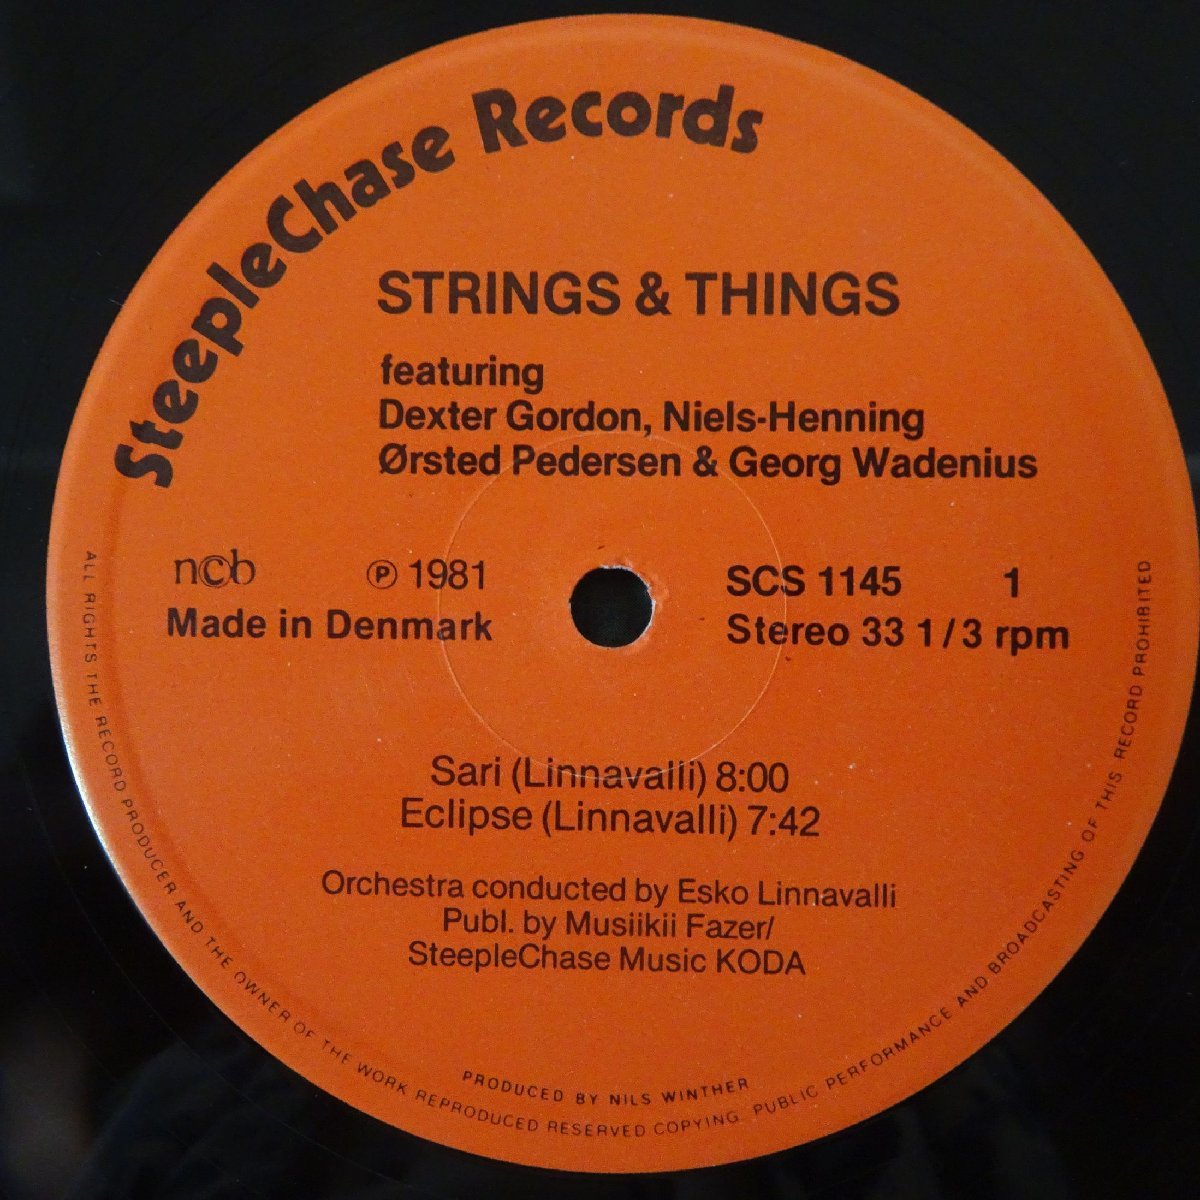 SteepleChase Records
STRINGS & THINGS
featuring
Dexter Gordon, Niels-Henning
Ørsted Pedersen & Georg Wadenius
ncb ℗ 1981
Made in Denmark
SCS 1145 1
Stereo 33 1/3 rpm
Sari (Linnavalli) 8:00
Eclipse (Linnavalli) 7:42
Orchestra conducted by Esko Linnavalli
Publ. by Musiikii Fazer/
SteepleChase Music KODA
PRODUCED BY NILS WINTHER
ALL RIGHTS THE RECORD PRODUCER AND THE OWNER OF THE WORK REPRODUCED RESERVED COPYING. PUBLIC PERFORMANCE AND BROADCASTING OF THIS RECORD PROHIBITED